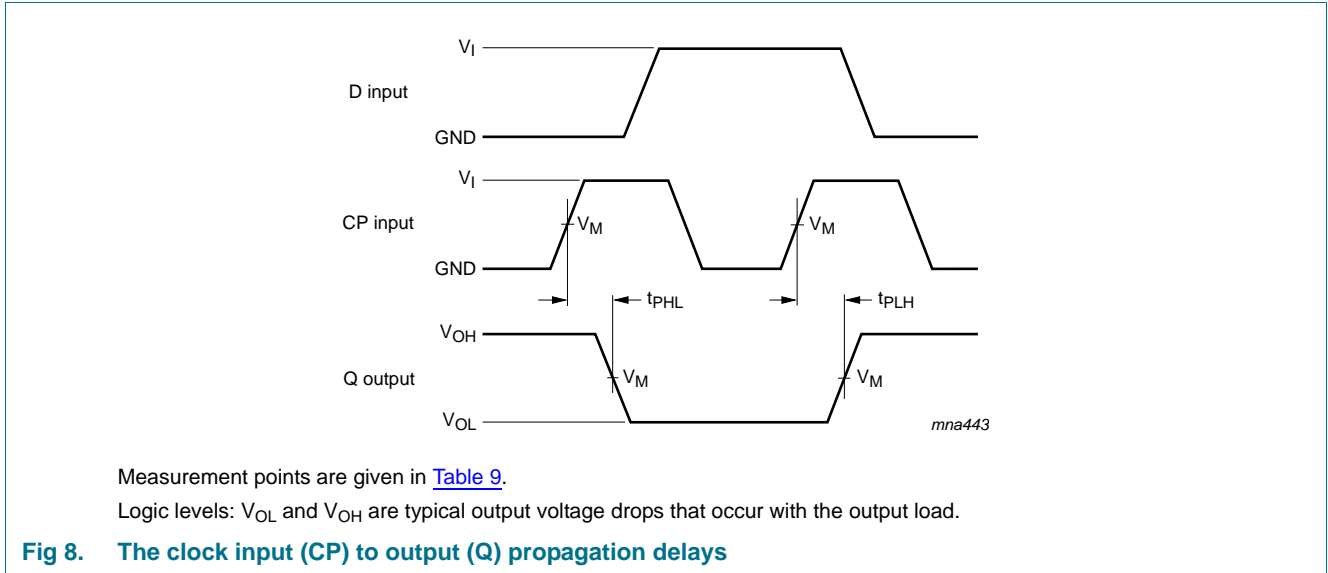 V_I
D input
GND
V_I
V_M
V_M
CP input
GND
t_PHL
t_PLH
V_OH
V_M
V_M
Q output
V_OL
mna443
Measurement points are given in Table 9.
Logic levels: V_OL and V_OH are typical output voltage drops that occur with the output load.
Fig 8. The clock input (CP) to output (Q) propagation delays